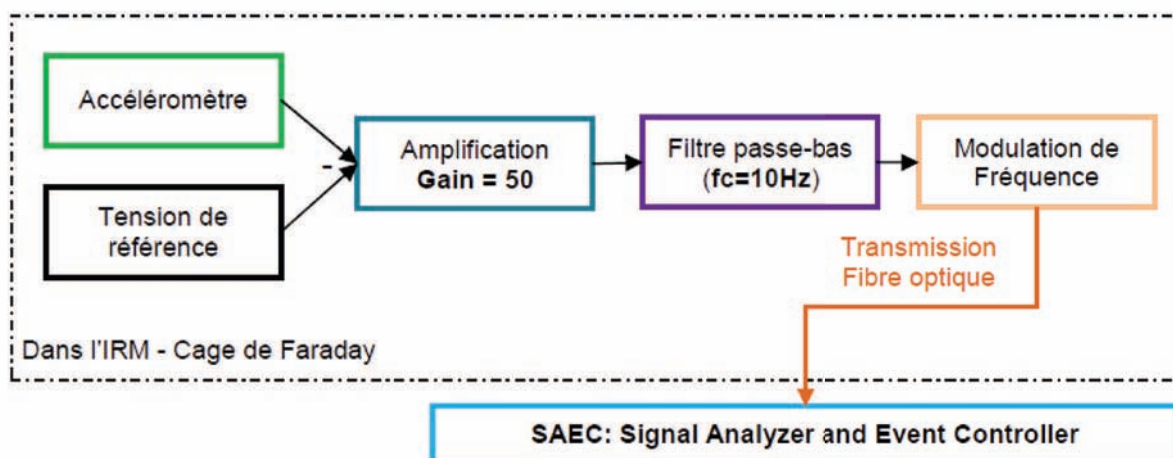 Accéléromètre
-
Tension de
référence
Amplification
Gain = 50
Filtre passe-bas
(fc=10Hz)
Modulation de
Fréquence
Transmission
Fibre optique
Dans l'IRM - Cage de Faraday
SAEC: Signal Analyzer and Event Controller